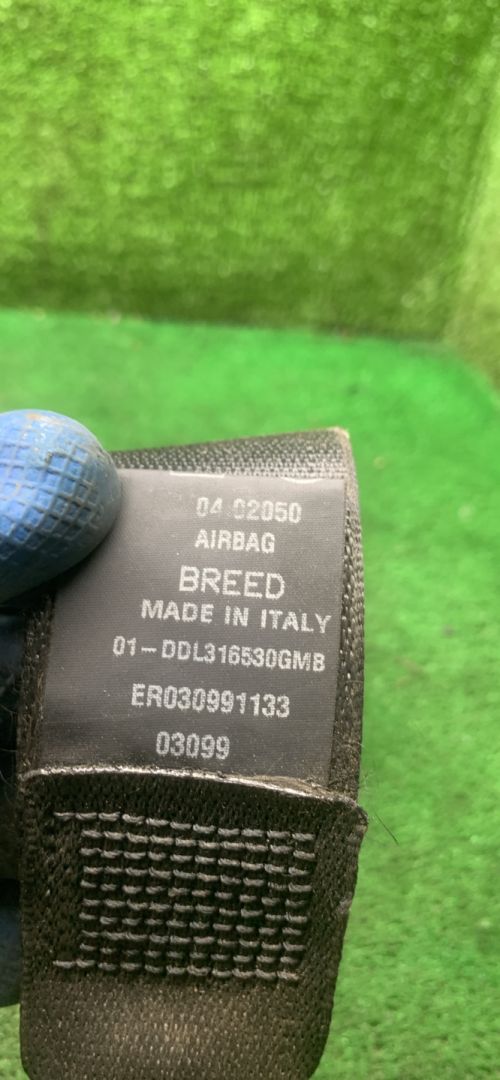 04 02050
AIRBAG
BREED
MADE IN ITALY
01-DDL316530GMB
ER030991133
03099